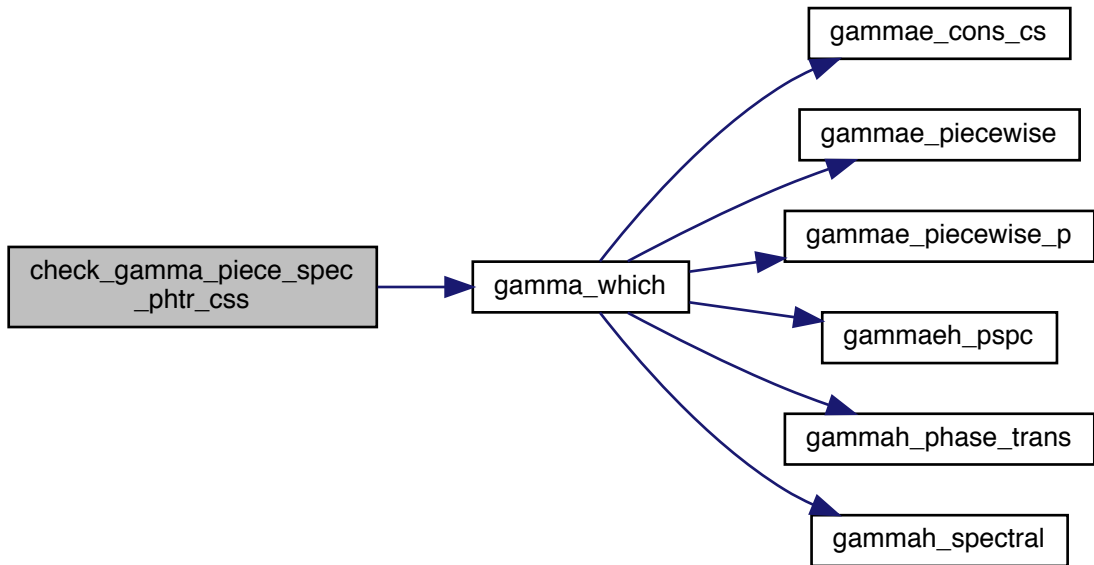 check_gamma_piece_spec
_phtr_css
gamma_which
gammae_cons_cs
gammae_piecewise
gammae_piecewise_p
gammaeh_pspc
gammah_phase_trans
gammah_spectral